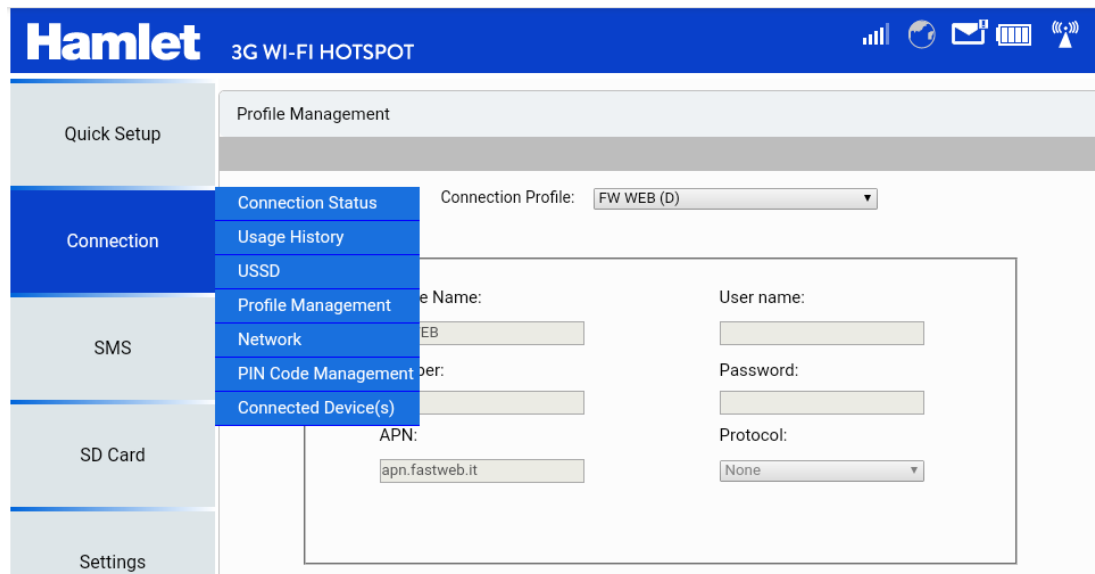 Hamlet 3G WI-FI HOTSPOT
Profile Management
Quick Setup
Connection
SMS
SD Card
Settings
Connection Status
Usage History
USSD
Profile Management
Network
PIN Code Management
Connected Device(s)
Connection Profile: FW WEB (D)
Name: User name:
EB
Password:
APN: Protocol:
apn.fastweb.it None